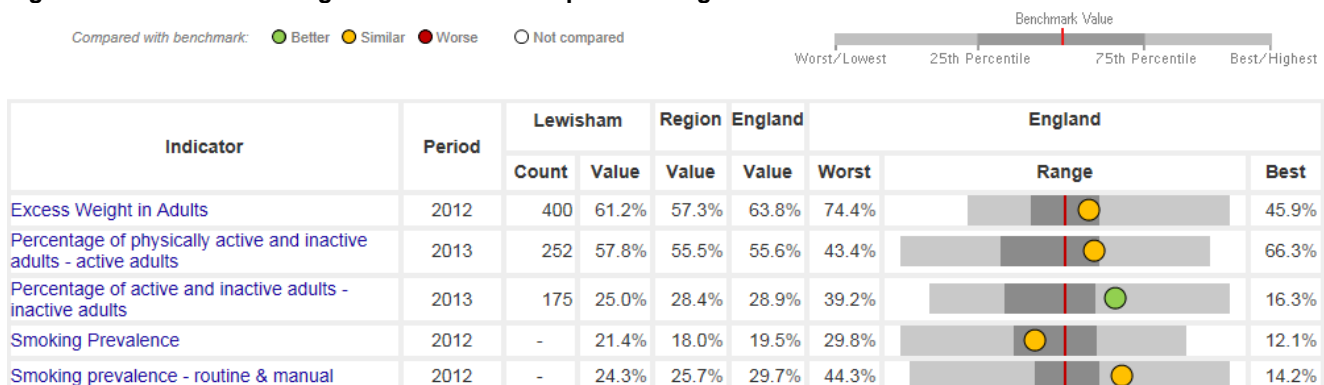 Compared with benchmark: Better Similar Worse Not compared
Benchmark Value
Worst/Lowest 25th Percentile 75th Percentile Best/Highest
Indicator Period Lewisham Region England England
Count Value Value Value Worst Range Best
Excess Weight in Adults 2012 400 61.2% 57.3% 63.8% 74.4% 45.9%
Percentage of physically active and inactive
adults - active adults 2013 252 57.8% 55.5% 55.6% 43.4% 66.3%
Percentage of active and inactive adults -
inactive adults 2013 175 25.0% 28.4% 28.9% 39.2% 16.3%
Smoking Prevalence 2012 - 21.4% 18.0% 19.5% 29.8% 12.1%
Smoking prevalence - routine & manual 2012 - 24.3% 25.7% 29.7% 44.3% 14.2%